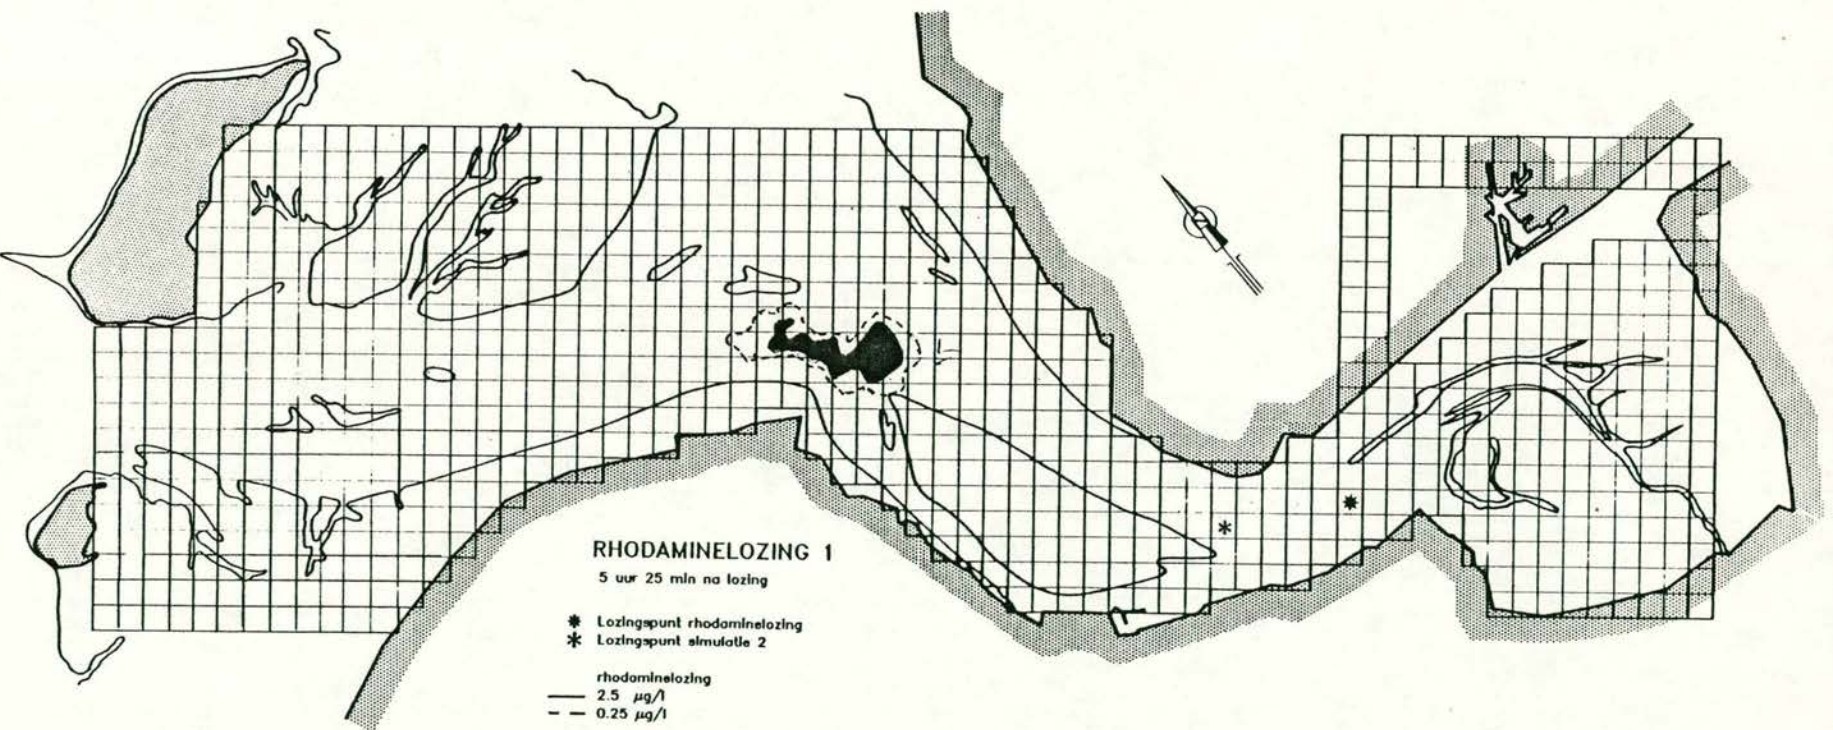 RHODAMINELOZING 1
5 uur 25 min na lozing
✸ Lozingspunt rhodaminelozing
* Lozingspunt simulatie 2
rhodaminelozing
—— 2.5 µg/l
– – 0.25 µg/l